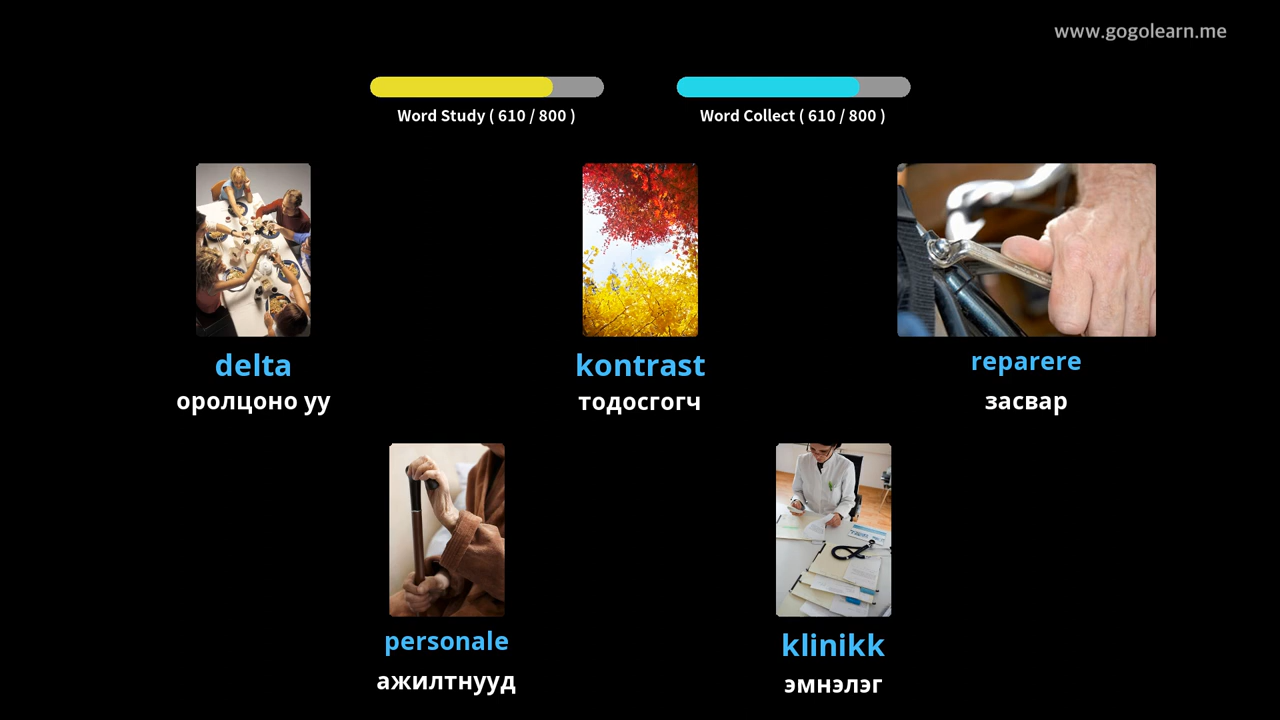 www.gogolearn.me
Word Study ( 610 / 800 )
Word Collect ( 610 / 800 )
delta
оролцоно уу
kontrast
тодосгогч
reparere
засвар
personale
ажилтнууд
klinikk
эмнэлэг